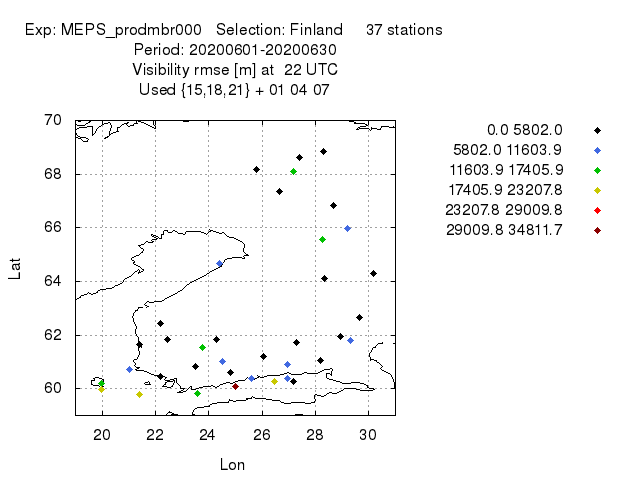 Exp: MEPS_prodmbr000 Selection: Finland 37 stations
Period: 20200601-20200630
Visibility rmse [m] at 22 UTC
Used {15,18,21} + 01 04 07
0.0 5802.0
5802.0 11603.9
11603.9 17405.9
17405.9 23207.8
23207.8 29009.8
29009.8 34811.7
Lat
70
68
66
64
62
60
20 22 24 26 28 30
Lon